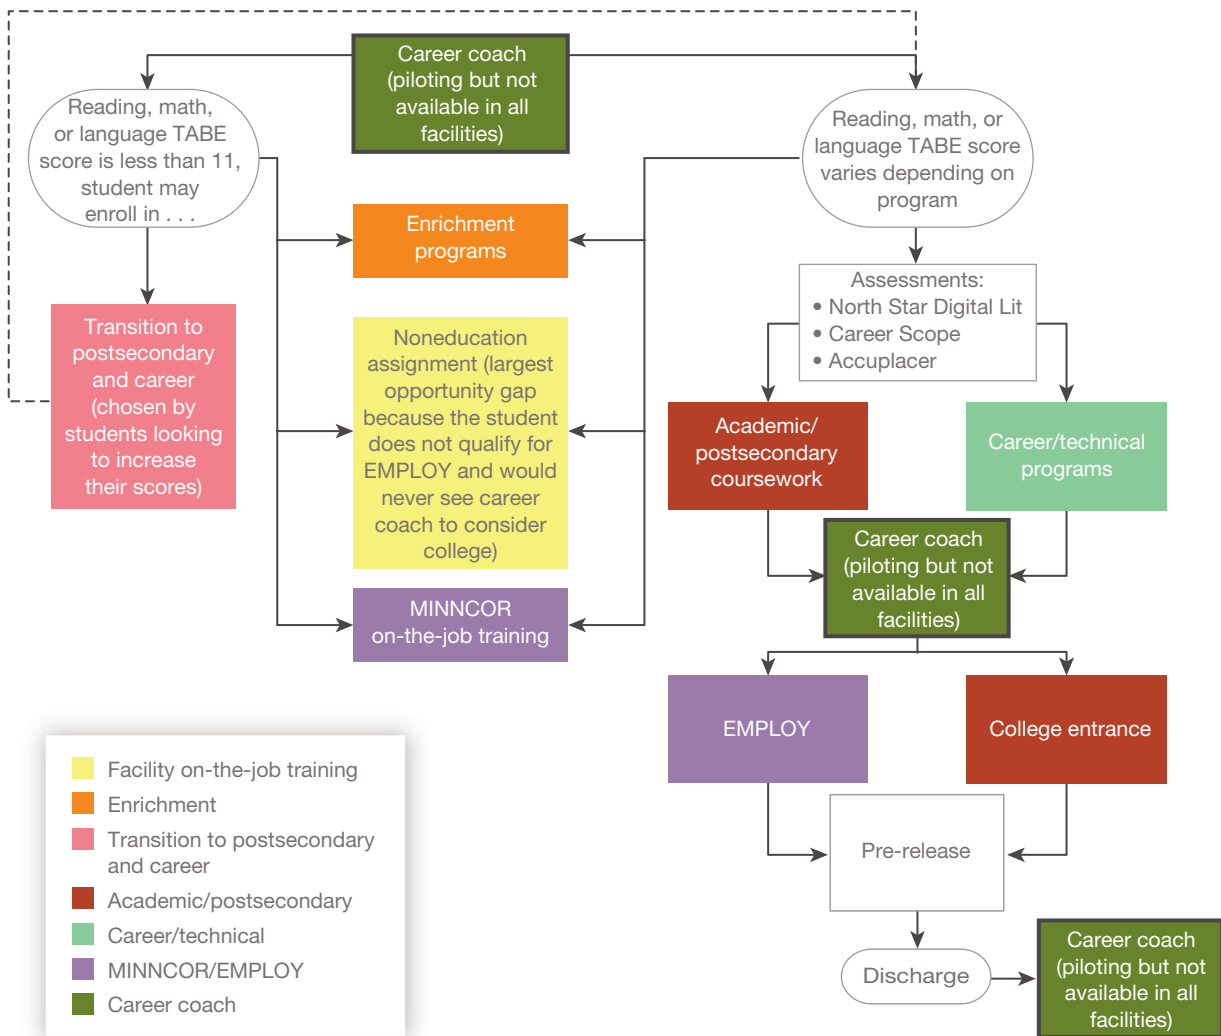 Career coach
(piloting but not
available in all
facilities)
Reading, math,
or language TABE
score is less than 11,
student may
enroll in . . .
Reading, math, or
language TABE score
varies depending on
program
Enrichment
programs
Assessments:
• North Star Digital Lit
• Career Scope
• Accuplacer
Transition to
postsecondary
and career
(chosen by
students looking
to increase
their scores)
Noneducation
assignment (largest
opportunity gap
because the student
does not qualify for
EMPLOY and would
never see career
coach to consider
college)
Academic/
postsecondary
coursework
Career/technical
programs
Career coach
(piloting but not
available in all
facilities)
MINNCOR
on-the-job training
EMPLOY
College entrance
Pre-release
Discharge
Career coach
(piloting but not
available in all
facilities)
Facility on-the-job training
Enrichment
Transition to postsecondary
and career
Academic/postsecondary
Career/technical
MINNCOR/EMPLOY
Career coach